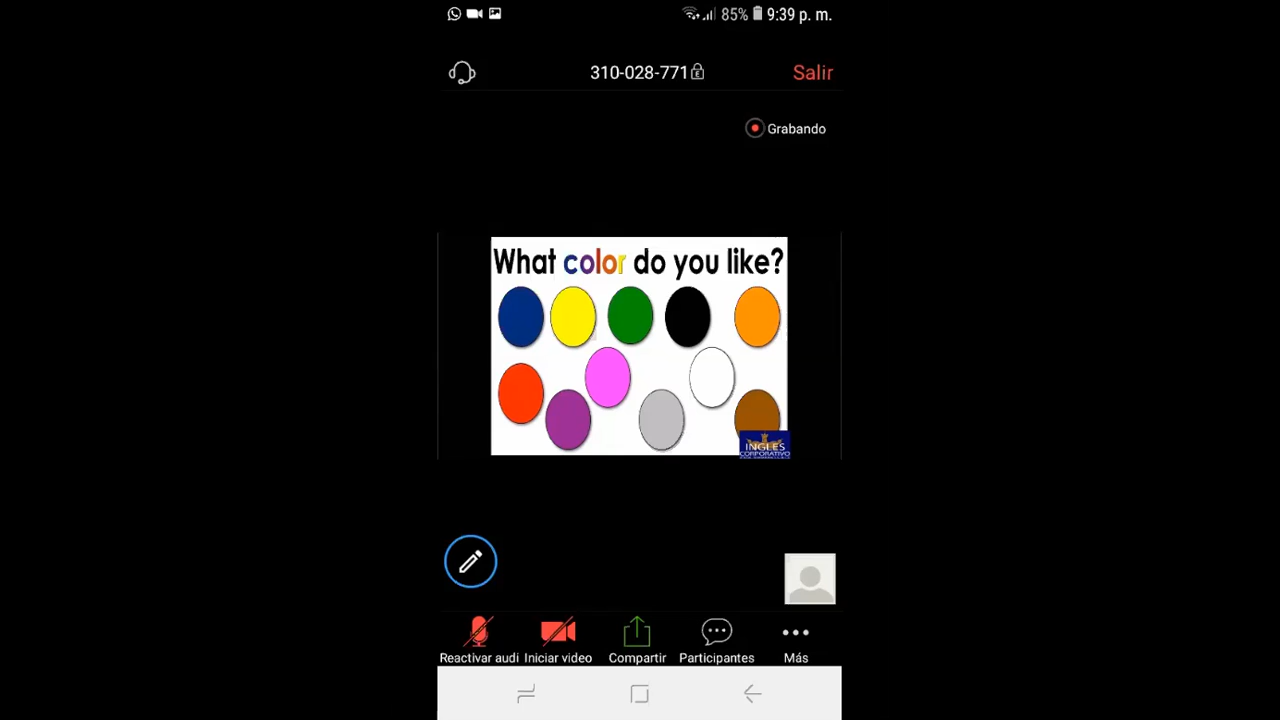 85% 9:39 p. m.
310-028-771
Salir
Grabando
What color do you like?
INGLES
CORPORATIVO
Reactivar audi
Iniciar video
Compartir
Participantes
Más